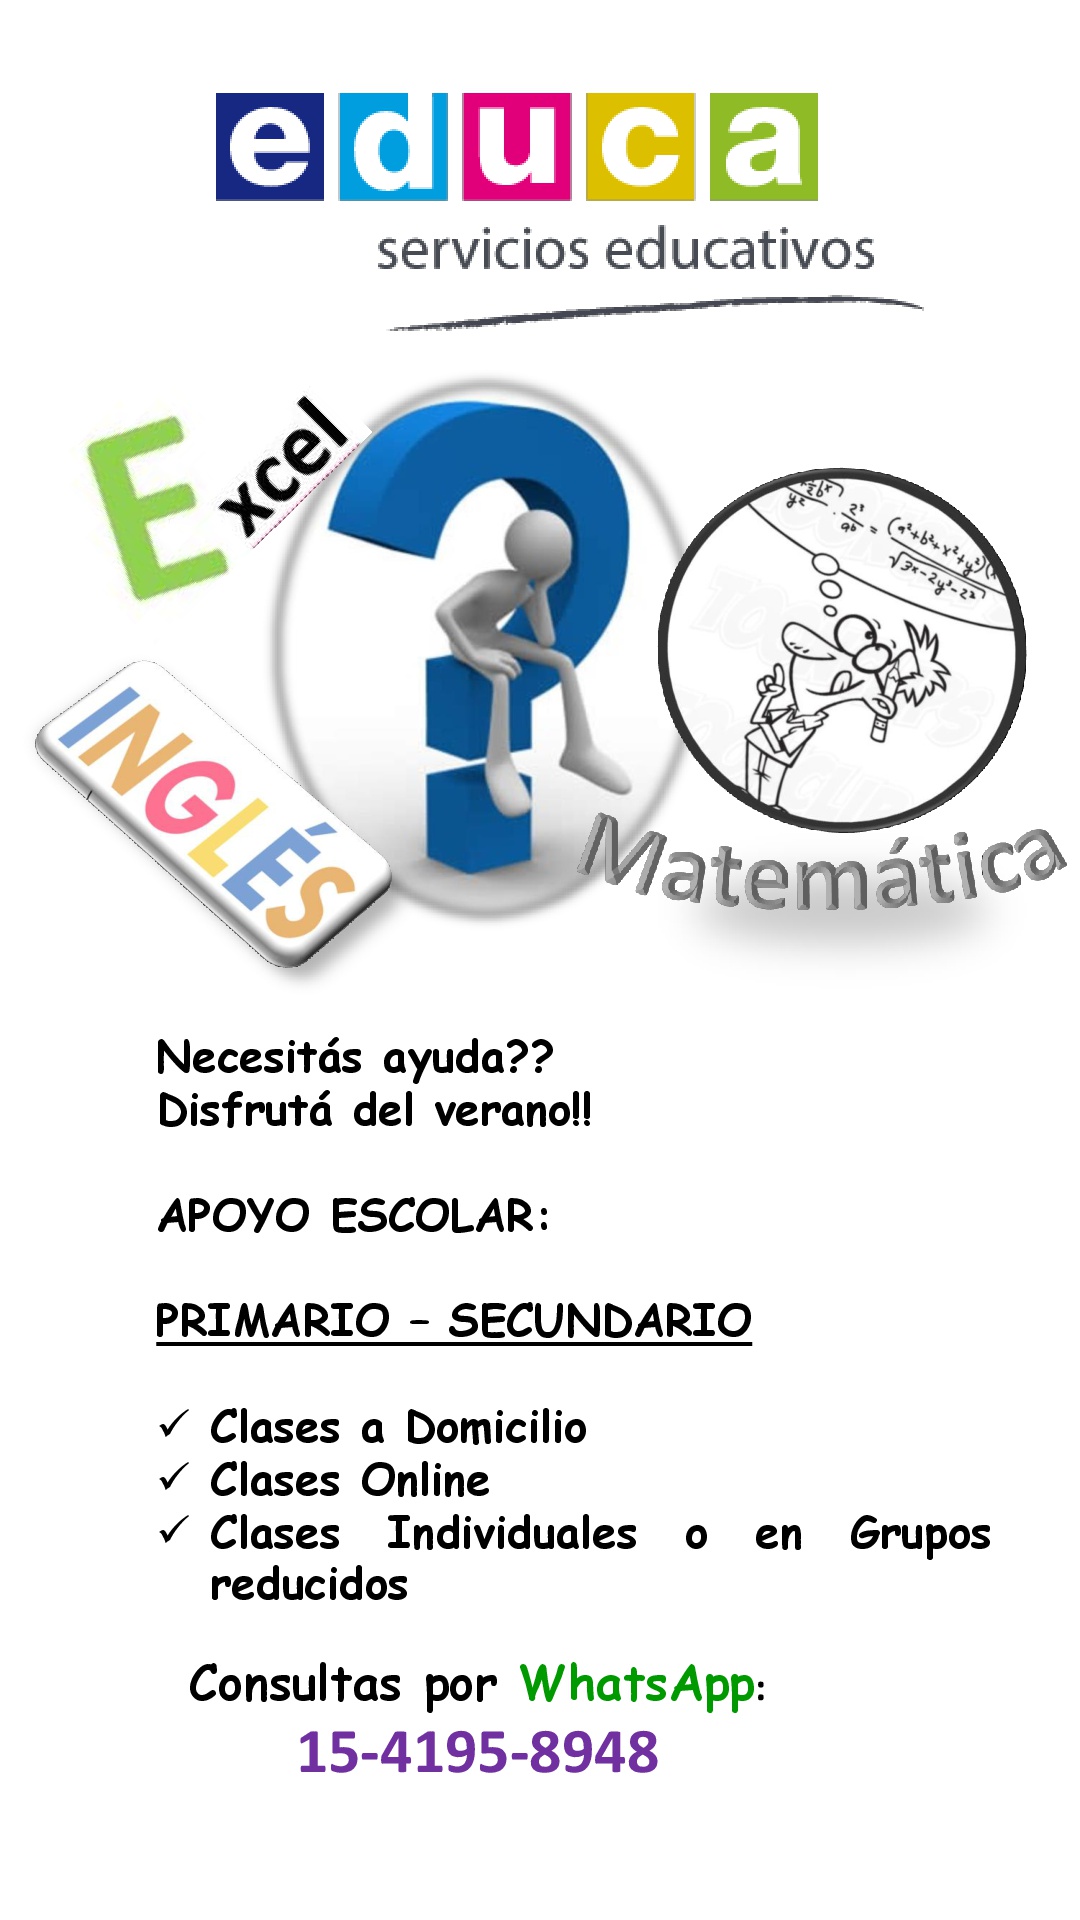 educa
servicios educativos
Excel
INGLÉS
Matemática
Necesitás ayuda??
Disfrutá del verano!!
APOYO ESCOLAR:
PRIMARIO – SECUNDARIO
✓ Clases a Domicilio
✓ Clases Online
✓ Clases Individuales o en Grupos
reducidos
Consultas por WhatsApp:
15-4195-8948